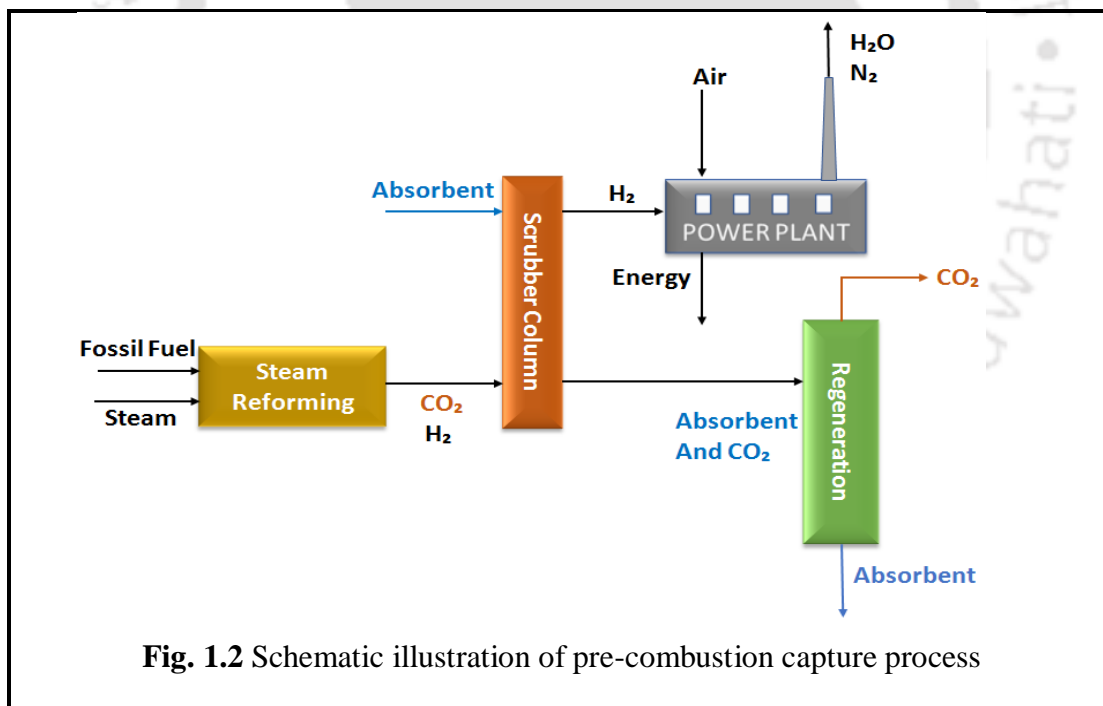 H₂O
N₂
Air
Absorbent
H₂
Scrubber Column
POWER PLANT
Energy
CO₂
Fossil Fuel
Steam
Steam
Reforming
CO₂
H₂
Absorbent
And CO₂
Regeneration
Absorbent
Fig. 1.2 Schematic illustration of pre-combustion capture process
wahati